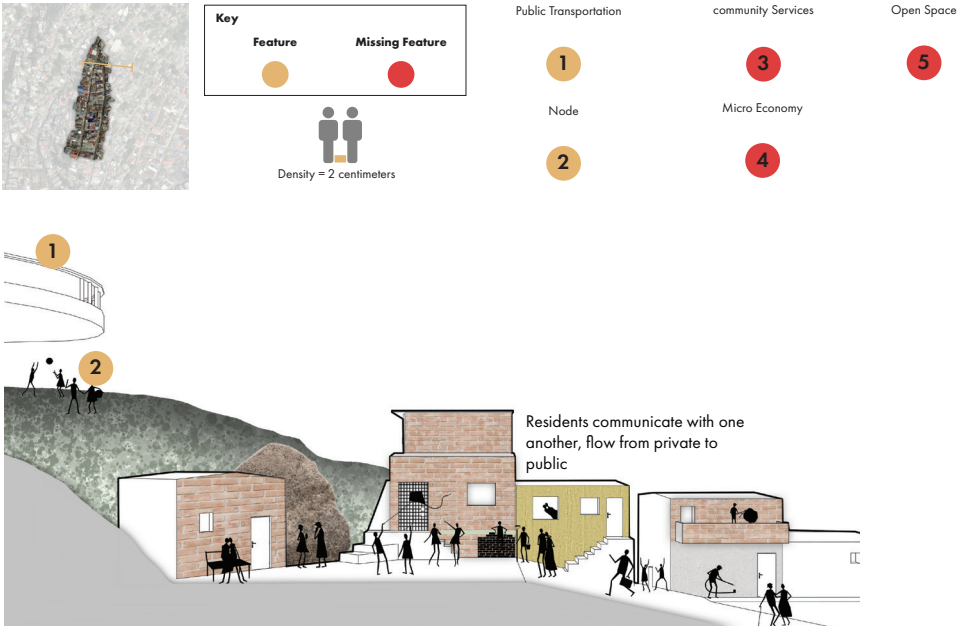 Key
Feature
Missing Feature
Density = 2 centimeters
Public Transportation
1
Node
2
community Services
3
Micro Economy
4
Open Space
5
1
2
Residents communicate with one
another, flow from private to
public